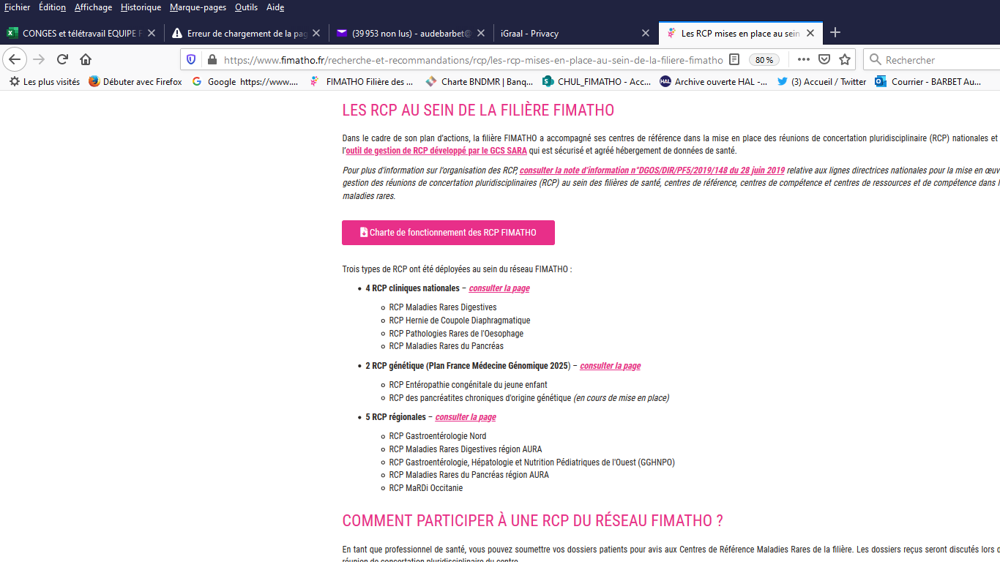 Fichier Édition Affichage Historique Marque-pages Outils Aide
CONGES et télétravail EQUIPE F
Erreur de chargement de la pag
(39 953 non lus) - audebarbet@
iGraal - Privacy
Les RCP mises en place au sein
https://www.fimatho.fr/recherche-et-recommandations/rcp/les-rcp-mises-en-place-au-sein-de-la-filiere-fimatho
80 %
Rechercher
Les plus visités
Débuter avec Firefox
Google https://www....
FIMATHO Filière des ...
Charte BNDMR | Banq...
CHUL_FIMATHO - Acc...
Archive ouverte HAL -...
(3) Accueil / Twitter
Courrier - BARBET Au...
LES RCP AU SEIN DE LA FILIÈRE FIMATHO
Dans le cadre de son plan d'actions, la filière FIMATHO a accompagné ses centres de référence dans la mise en place des réunions de concertation pluridisciplinaire (RCP) nationales et
l'outil de gestion de RCP développé par le GCS SARA qui est sécurisé et agréé hébergement de données de santé.
Pour plus d'information sur l'organisation des RCP, consulter la note d'information n°DGOS/DIR/PF5/2019/148 du 28 juin 2019 relative aux lignes directrices nationales pour la mise en œuv
gestion des réunions de concertation pluridisciplinaires (RCP) au sein des filières de santé, centres de référence, centres de compétence et centres de ressources et de compétence dans l
maladies rares.
Charte de fonctionnement des RCP FIMATHO
Trois types de RCP ont été déployées au sein du réseau FIMATHO :
• 4 RCP cliniques nationales – consulter la page
RCP Maladies Rares Digestives
RCP Hernie de Coupole Diaphragmatique
RCP Pathologies Rares de l'Oesophage
RCP Maladies Rares du Pancréas
• 2 RCP génétique (Plan France Médecine Génomique 2025) – consulter la page
RCP Entéropathie congénitale du jeune enfant
RCP des pancréatites chroniques d'origine génétique (en cours de mise en place)
• 5 RCP régionales – consulter la page
RCP Gastroentérologie Nord
RCP Maladies Rares Digestives région AURA
RCP Gastroentérologie, Hépatologie et Nutrition Pédiatriques de l'Ouest (GGHNPO)
RCP Maladies Rares du Pancréas région AURA
RCP MaRDi Occitanie
COMMENT PARTICIPER À UNE RCP DU RÉSEAU FIMATHO ?
En tant que professionnel de santé, vous pouvez soumettre vos dossiers patients pour avis aux Centres de Référence Maladies Rares de la filière. Les dossiers reçus seront discutés lors d
réunion de concertation pluridisciplinaire du centre.